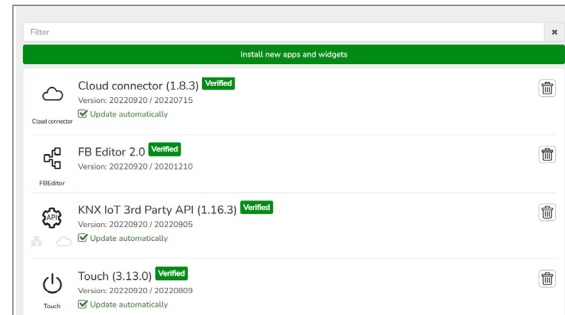 Filter
Install new apps and widgets
Cloud connector (1.8.3) Verified
Version: 20220920 / 20220715
Update automatically
Cloud connector
FB Editor 2.0 Verified
Version: 20220920 / 20201210
FBEditor
KNX IoT 3rd Party API (1.16.3) Verified
API
Version: 20220920 / 20220905
Update automatically
Touch (3.13.0) Verified
Version: 20220920 / 20220809
Update automatically
Touch